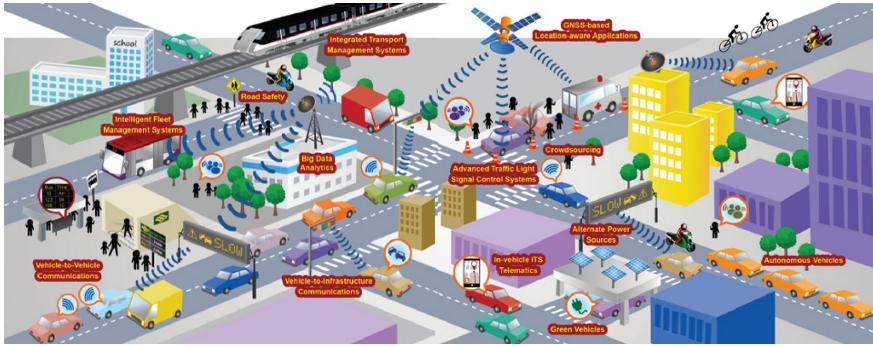 school
Integrated Transport
Management Systems
GNSS-based
Location-aware Applications
Road Safety
Intelligent Fleet
Management Systems
Big Data
Analytics
Crowdsourcing
Advanced Traffic Light
Signal Control Systems
SLOW
Alternate Power
Sources
SLOW
Vehicle-to-Vehicle
Communications
Vehicle-to-Infrastructure
Communications
In-vehicle ITS
Telematics
Autonomous Vehicles
Green Vehicles